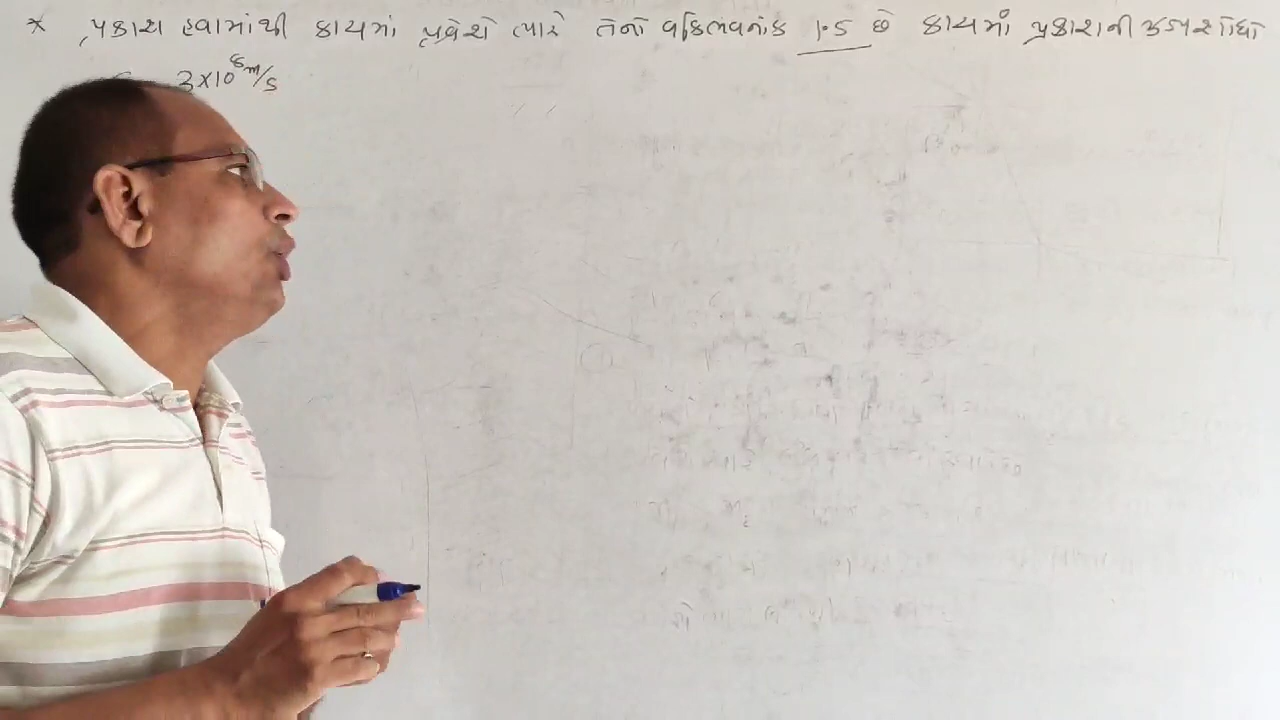 * પ્રકાશ હવામાંથી કાચમાં પ્રવેશે ત્યારે તેનો વક્રીભવનાંક 1.5 છે કાચમાં પ્રકાશની ઝડપ શોધો
3×10⁸ m/s